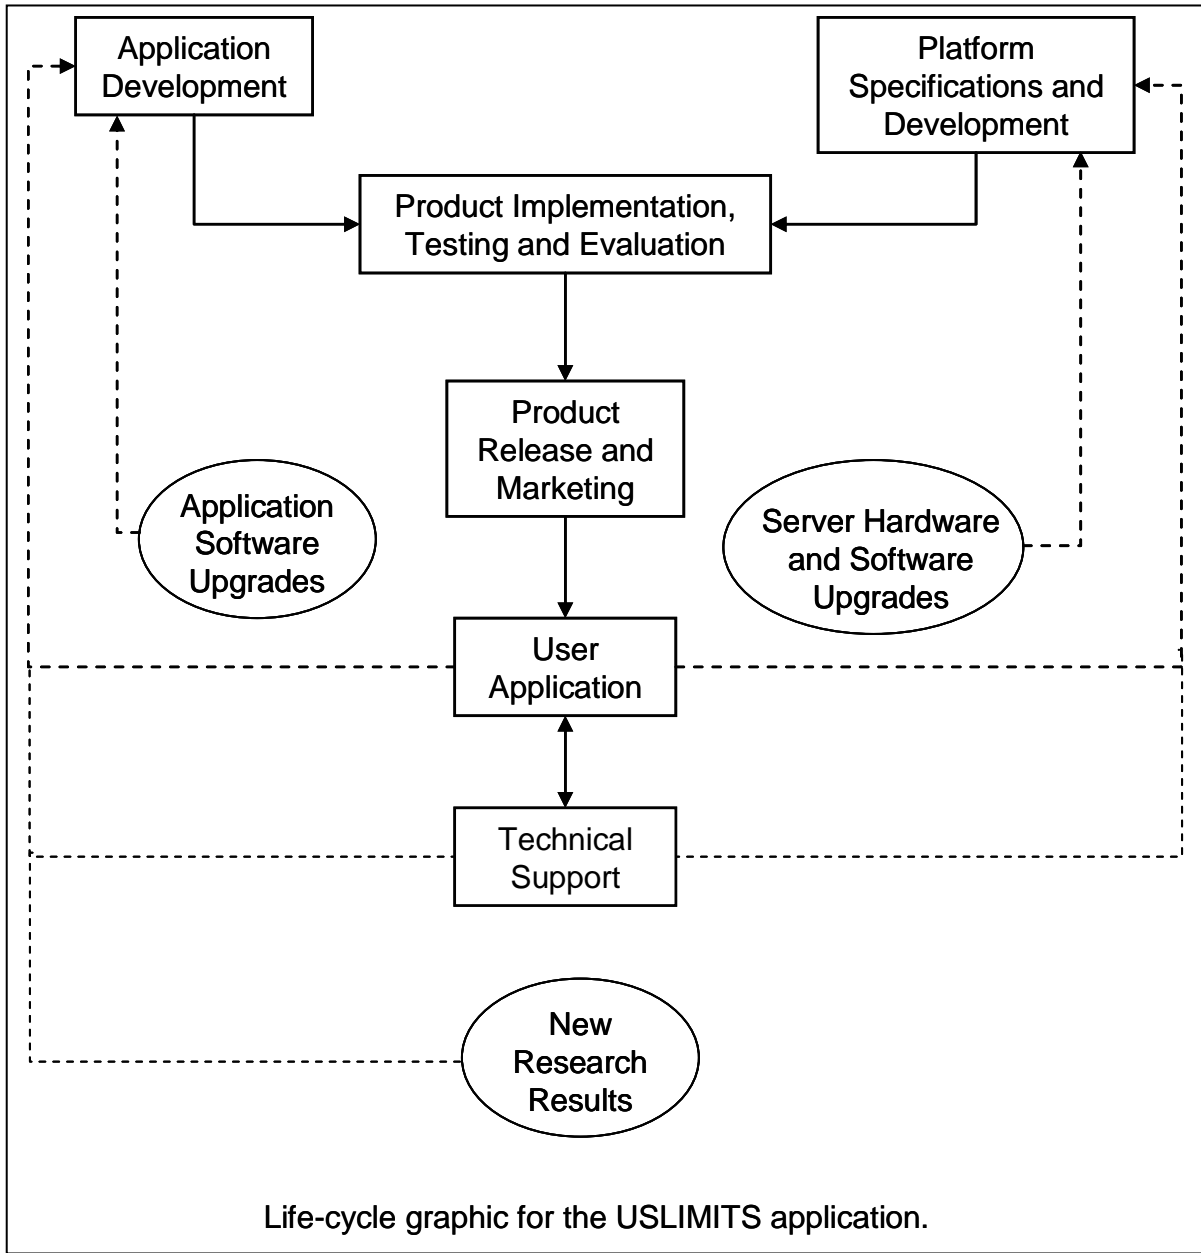 Application
Development
Platform
Specifications and
Development
Product Implementation,
Testing and Evaluation
Product
Release and
Marketing
Application
Software
Upgrades
Server Hardware
and Software
Upgrades
User
Application
Technical
Support
New
Research
Results
Life-cycle graphic for the USLIMITS application.